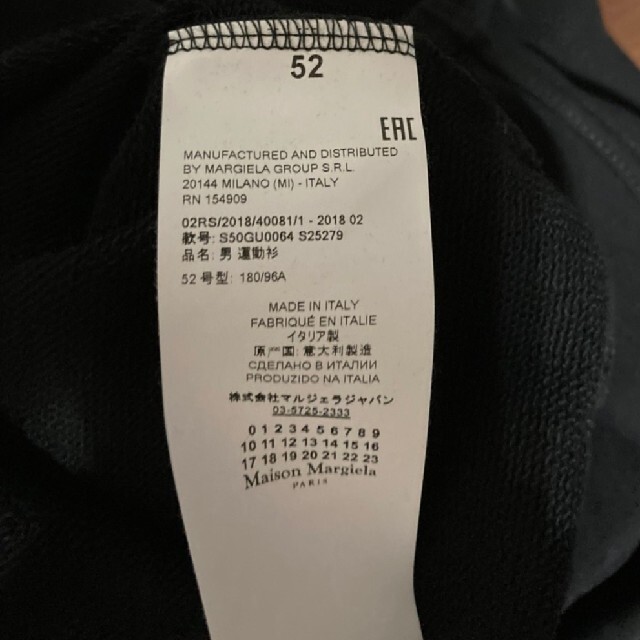 52
EAC
MANUFACTURED AND DISTRIBUTED
BY MARGIELA GROUP S.R.L.
20144 MILANO (MI) - ITALY
RN 154909
02RS/2018/40081/1 - 2018 02
款号: S50GU0064 S25279
品名: 男 運動衫
52 号型: 180/96A
MADE IN ITALY
FABRIQUÉ EN ITALIE
イタリア製
原产国: 意大利製造
СДЕЛАНО В ИТАЛИИ
PRODUZIDO NA ITALIA
株式会社マルジェラジャパン
03-5725-2333
0 1 2 3 4 5 6 7 8 9
10 11 12 13 14 15 16
17 18 19 20 21 22 23
Maison Margiela
PARIS